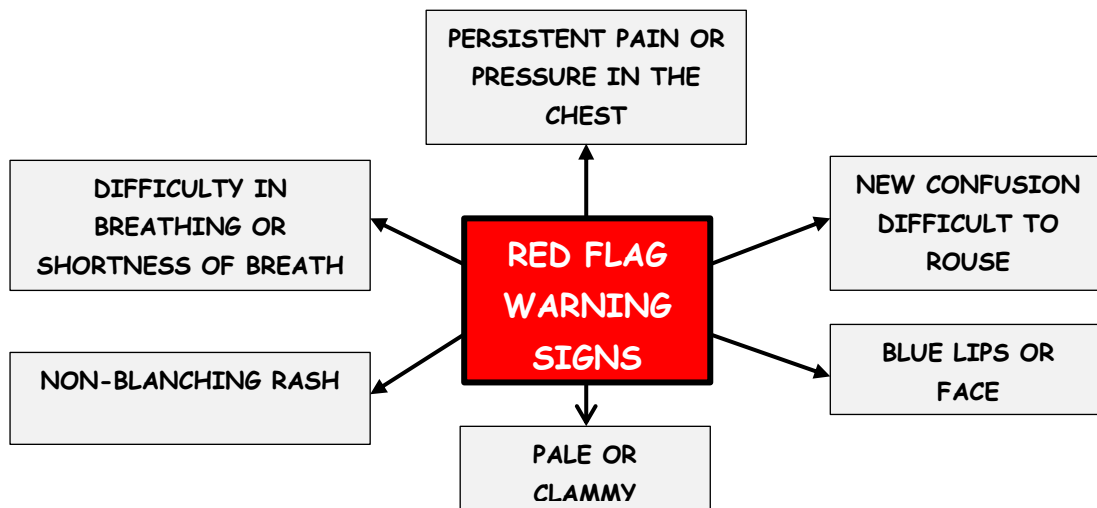 PERSISTENT PAIN OR
PRESSURE IN THE
CHEST
DIFFICULTY IN
BREATHING OR
SHORTNESS OF BREATH
NEW CONFUSION
DIFFICULT TO
ROUSE
RED FLAG
WARNING
SIGNS
NON-BLANCHING RASH
BLUE LIPS OR
FACE
PALE OR
CLAMMY